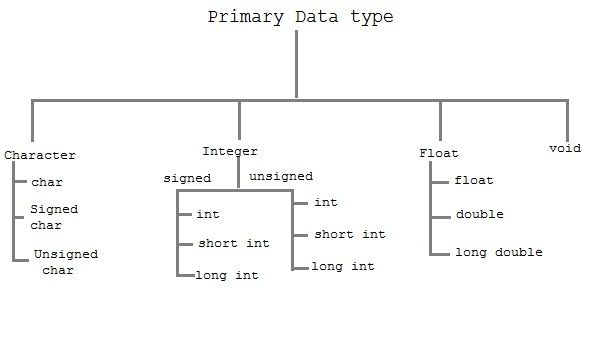 Primary Data type
Character
Integer
Float
void
char
Signed
char
Unsigned
char
signed
int
short int
long int
unsigned
int
short int
long int
float
double
long double